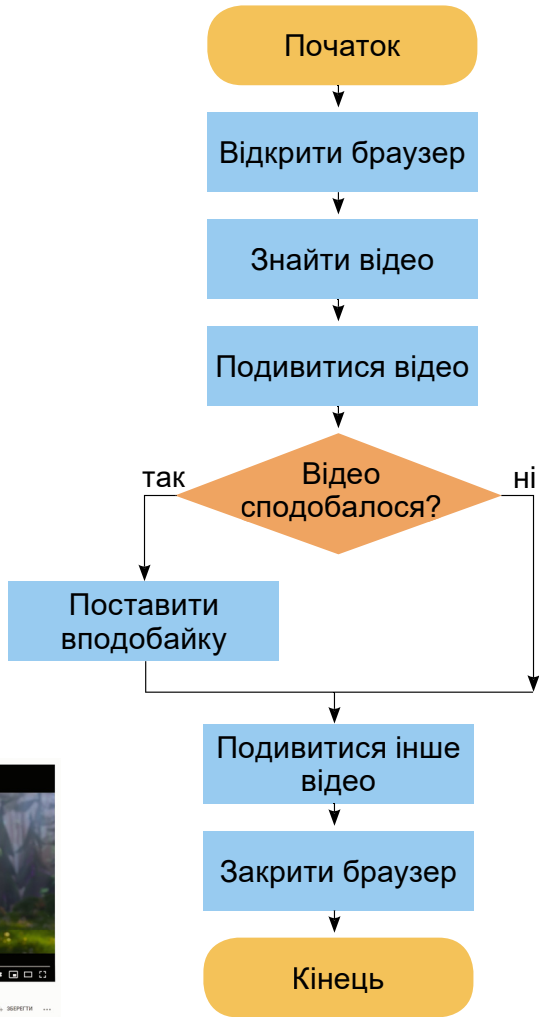 Початок
Відкрити браузер
Знайти відео
Подивитися відео
Відео
сподобалося?
так
ні
Поставити
вподобайку
Подивитися інше
відео
Закрити браузер
Кінець
ЗБЕРЕГТИ